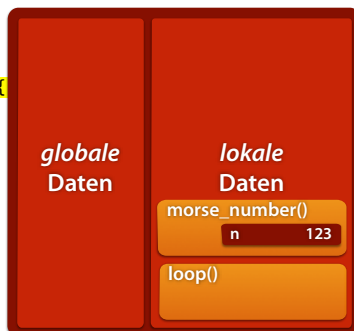 {
globale
Daten
lokale
Daten
morse_number()
n 123
loop()